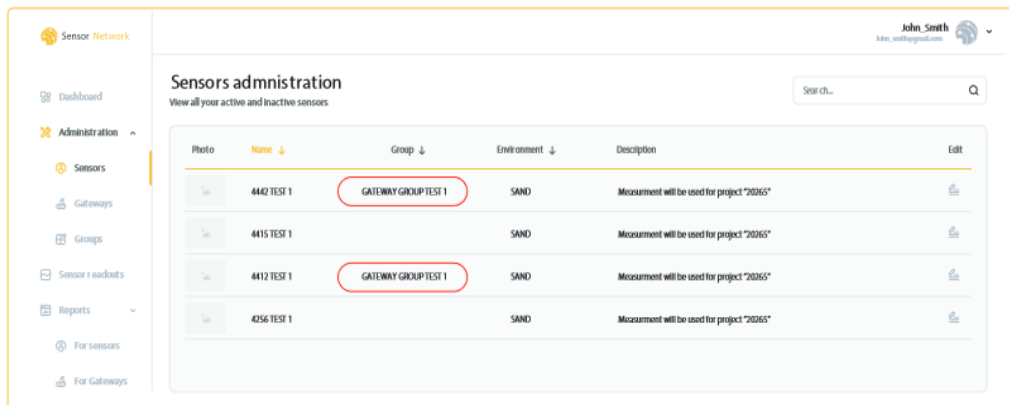 Sensor Network
John_Smith
John_smith@gmail.com
Dashboard
Administration
Sensors
Gateways
Groups
Sensor readouts
Reports
For sensors
For Gateways
Sensors admnistration
View all your active and inactive sensors
Search...
Photo Name ↓ Group ↓ Environment ↓ Description Edit
4442 TEST 1 GATEWAY GROUP TEST 1 SAND Measurment will be used for project "20265"
4415 TEST 1 SAND Measurment will be used for project "20265"
4412 TEST 1 GATEWAY GROUP TEST 1 SAND Measurment will be used for project "20265"
4256 TEST 1 SAND Measurment will be used for project "20265"